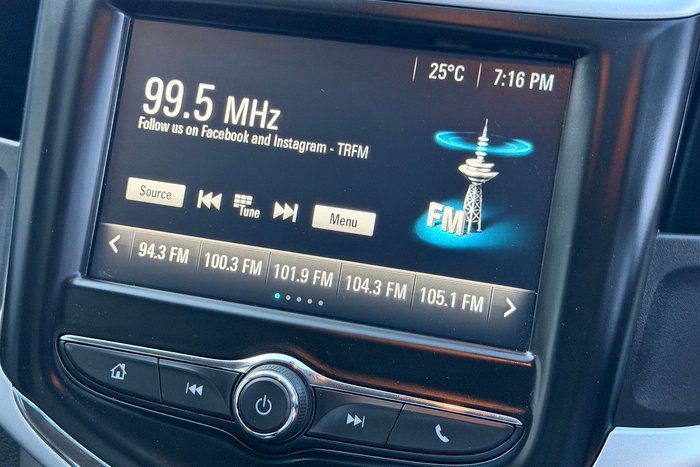 25°C 7:16 PM
99.5 MHz
Follow us on Facebook and Instagram - TRFM
Source Tune Menu
FM
94.3 FM 100.3 FM 101.9 FM 104.3 FM 105.1 FM